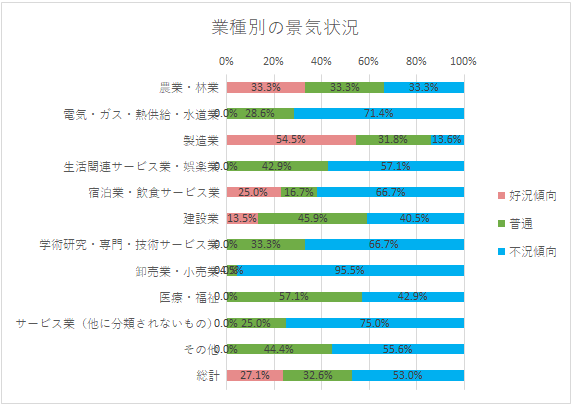 業種別の景気状況
0% 20% 40% 60% 80% 100%
農業・林業 33.3% 33.3% 33.3%
電気・ガス・熱供給・水道業 0.0% 28.6% 71.4%
製造業 54.5% 31.8% 13.6%
生活関連サービス業・娯楽業 0.0% 42.9% 57.1%
宿泊業・飲食サービス業 25.0% 16.7% 66.7%
建設業 13.5% 45.9% 40.5%
学術研究・専門・技術サービス業 0.0% 33.3% 66.7%
卸売業・小売業 95.5%
医療・福祉 0.0% 57.1% 42.9%
サービス業（他に分類されないもの） 0.0% 25.0% 75.0%
その他 0.0% 44.4% 55.6%
総計 27.1% 32.6% 53.0%
好況傾向
普通
不況傾向